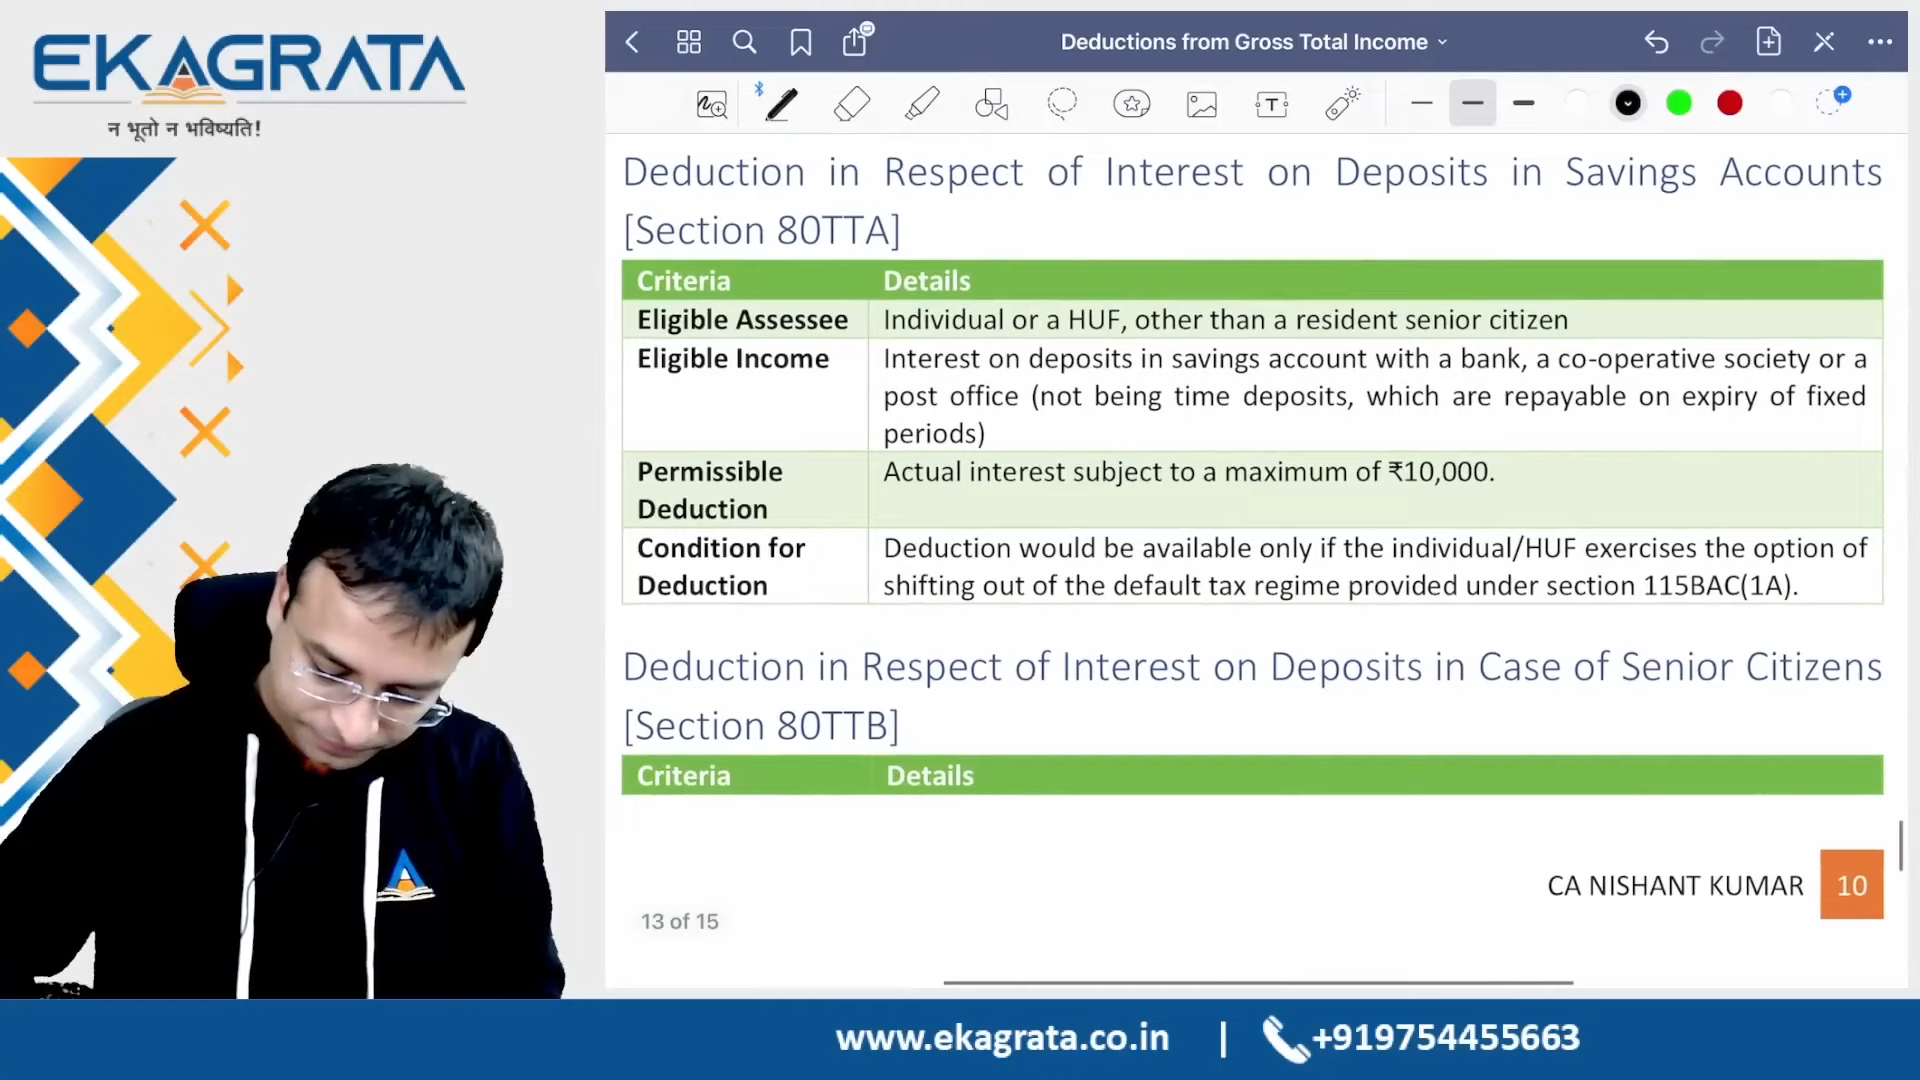 EKAGRATA
न भूतो न भविष्यति!
Deductions from Gross Total Income
T
Deduction in Respect of Interest on Deposits in Savings Accounts
[Section 80TTA]
Criteria Details
Eligible Assessee Individual or a HUF, other than a resident senior citizen
Eligible Income Interest on deposits in savings account with a bank, a co-operative society or a
post office (not being time deposits, which are repayable on expiry of fixed
periods)
Permissible Actual interest subject to a maximum of ₹10,000.
Deduction
Condition for Deduction would be available only if the individual/HUF exercises the option of
Deduction shifting out of the default tax regime provided under section 115BAC(1A).
Deduction in Respect of Interest on Deposits in Case of Senior Citizens
[Section 80TTB]
Criteria Details
CA NISHANT KUMAR 10
13 of 15
www.ekagrata.co.in | +919754455663